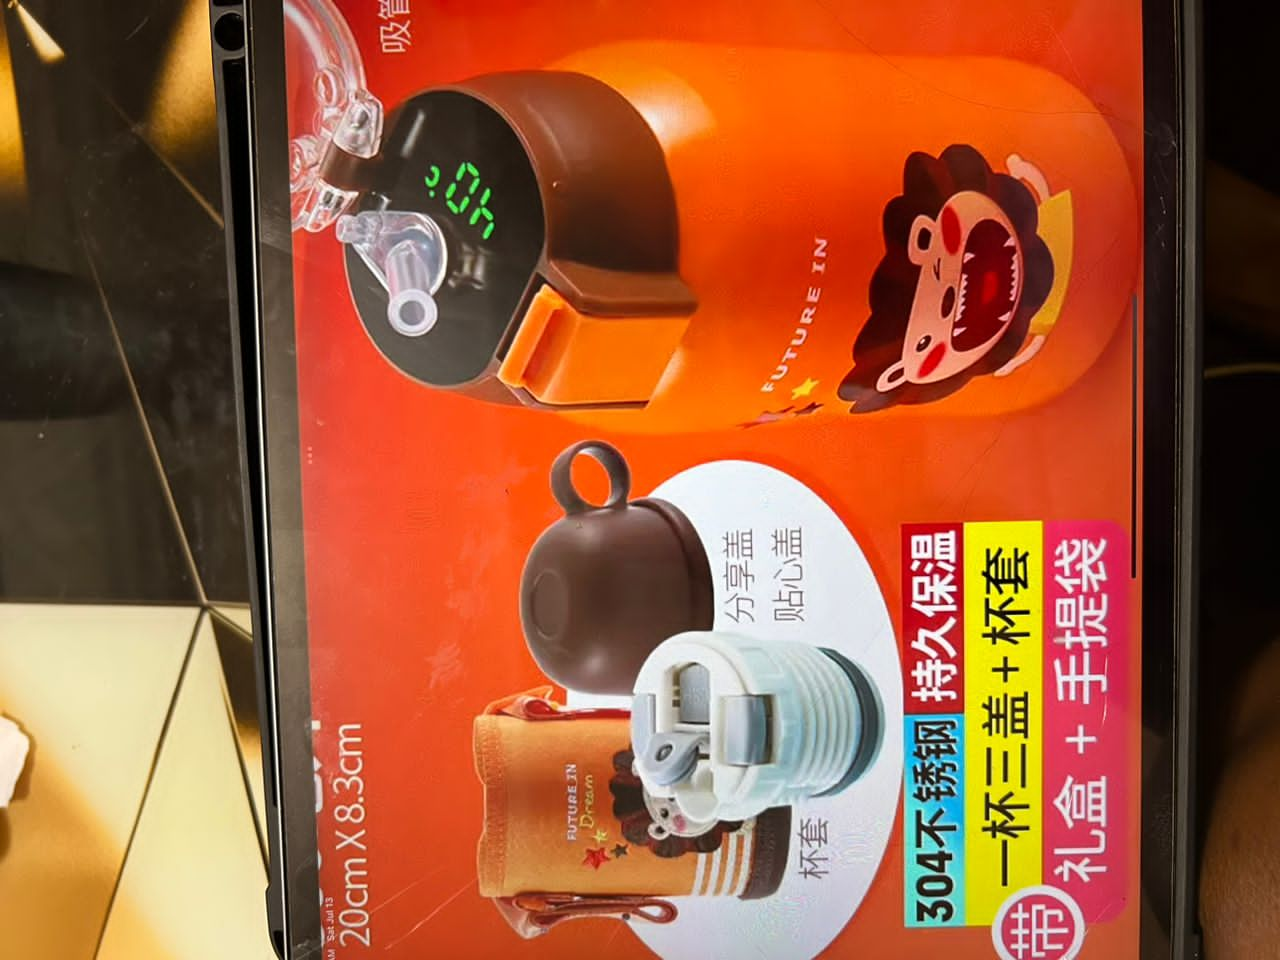 Sat Jul 13
20cm X 8.3cm
吸管
40°
FUTURE IN
分享盖
贴心盖
FUTURE IN
Dream
杯套
304不锈钢 持久保温
一杯三盖+杯套
带
礼盒 + 手提袋